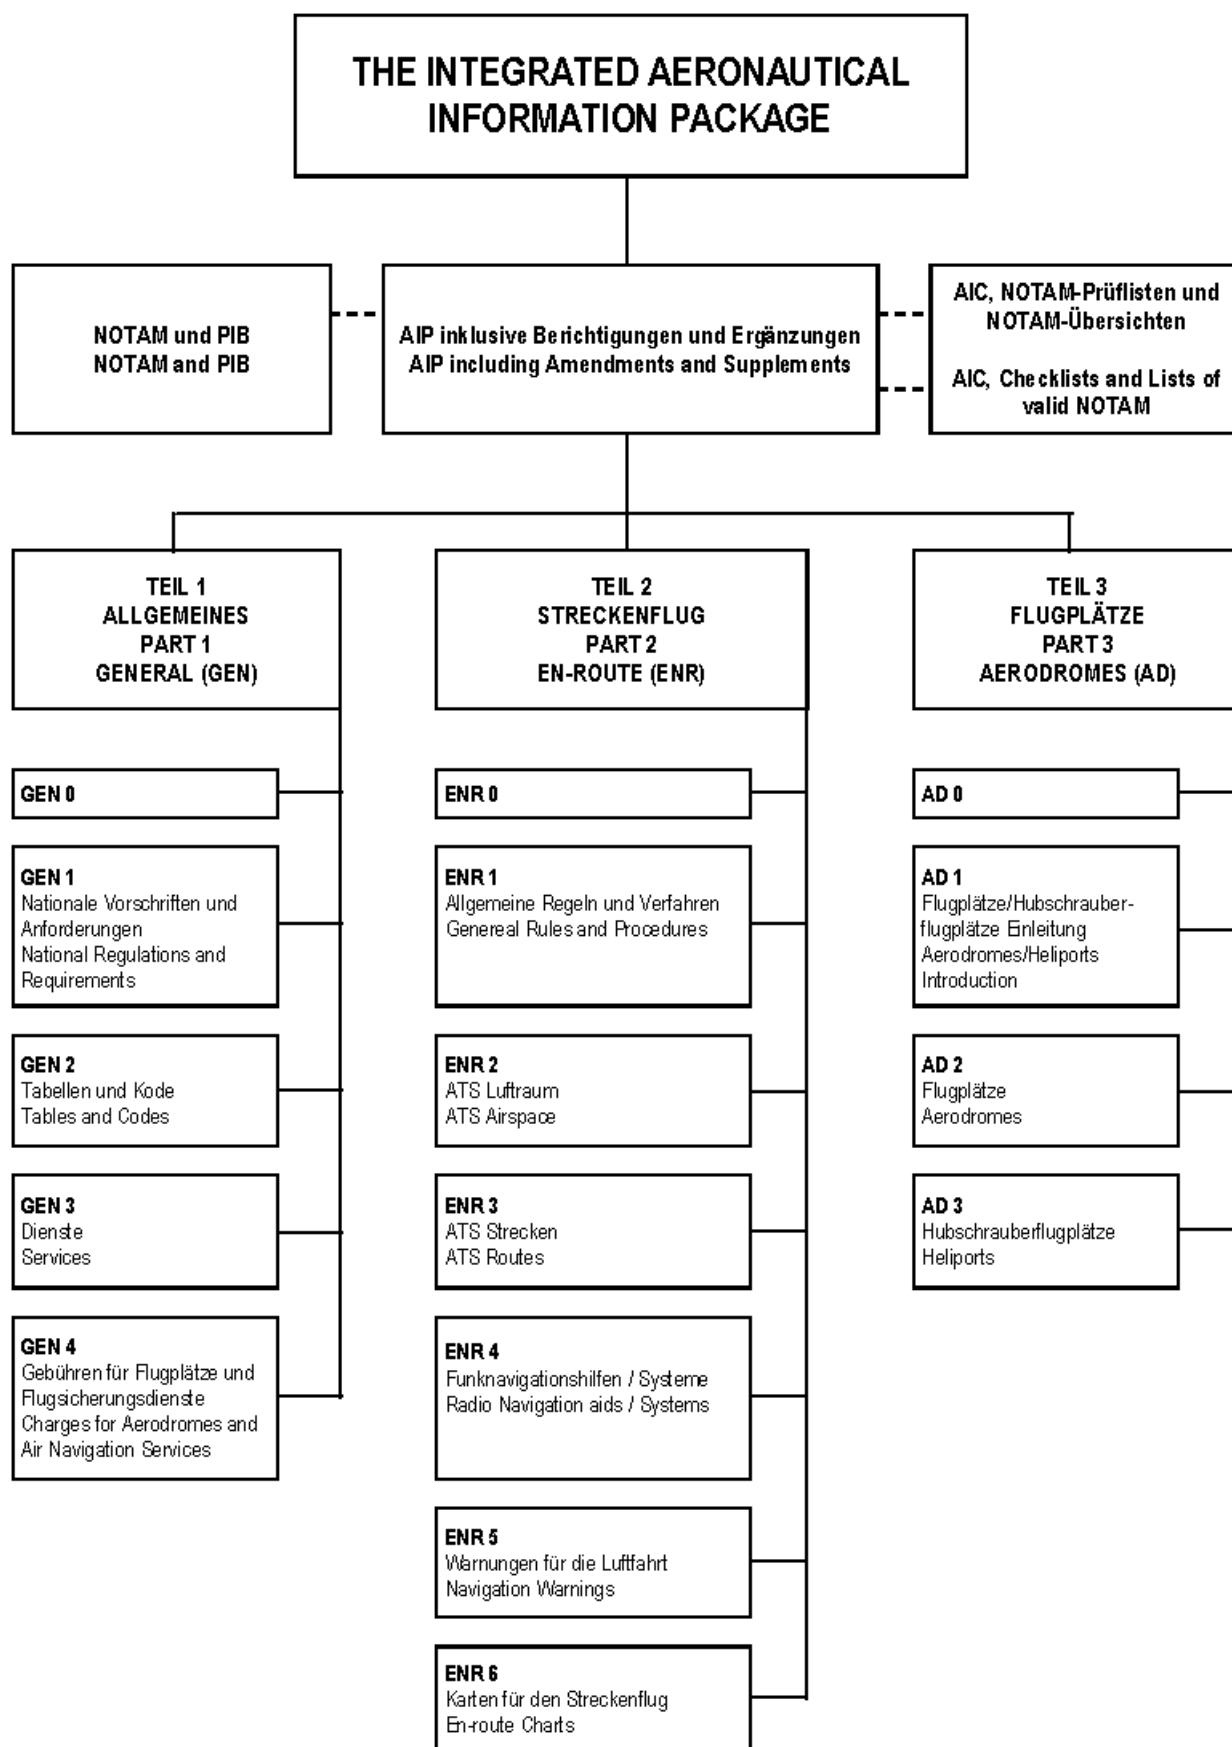 THE INTEGRATED AERONAUTICAL
INFORMATION PACKAGE
NOTAM und PIB
NOTAM and PIB
AIP inklusive Berichtigungen und Ergänzungen
AIP including Amendments and Supplements
AIC, NOTAM-Prüflisten und
NOTAM-Übersichten
AIC, Checklists and Lists of
valid NOTAM
TEIL 1
ALLGEMEINES
PART 1
GENERAL (GEN)
TEIL 2
STRECKENFLUG
PART 2
EN-ROUTE (ENR)
TEIL 3
FLUGPLÄTZE
PART 3
AERODROMES (AD)
GEN 0
GEN 1
Nationale Vorschriften und
Anforderungen
National Regulations and
Requirements
GEN 2
Tabellen und Kode
Tables and Codes
GEN 3
Dienste
Services
GEN 4
Gebühren für Flugplätze und
Flugsicherungsdienste
Charges for Aerodromes and
Air Navigation Services
ENR 0
ENR 1
Allgemeine Regeln und Verfahren
Genereal Rules and Procedures
ENR 2
ATS Luftraum
ATS Airspace
ENR 3
ATS Strecken
ATS Routes
ENR 4
Funknavigationshilfen / Systeme
Radio Navigation aids / Systems
ENR 5
Warnungen für die Luftfahrt
Navigation Warnings
ENR 6
Karten für den Streckenflug
En-route Charts
AD 0
AD 1
Flugplätze/Hubschrauber-
flugplätze Einleitung
Aerodromes/Heliports
Introduction
AD 2
Flugplätze
Aerodromes
AD 3
Hubschrauberflugplätze
Heliports